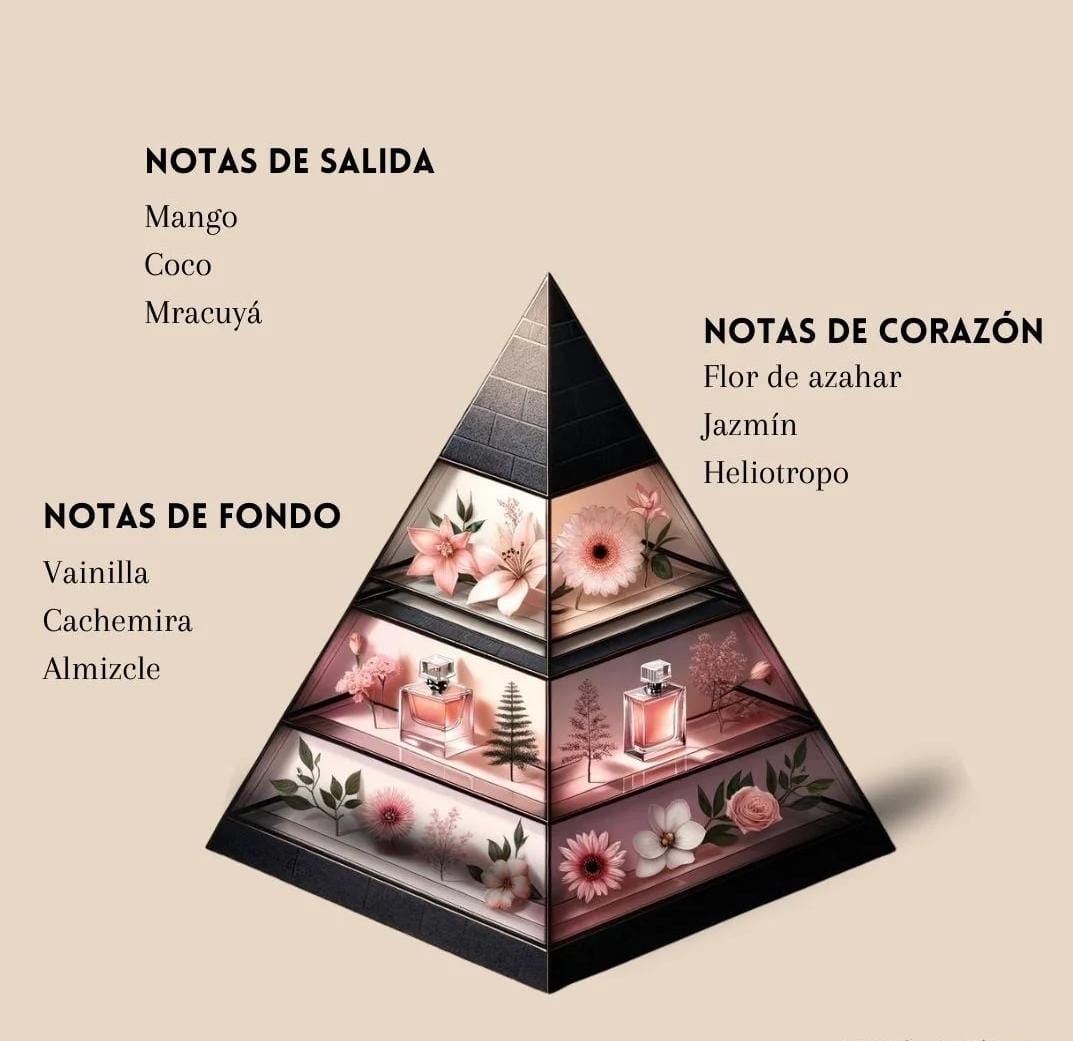 NOTAS DE SALIDA
Mango
Coco
Mracuyá
NOTAS DE CORAZÓN
Flor de azahar
Jazmín
Heliotropo
NOTAS DE FONDO
Vainilla
Cachemira
Almizcle